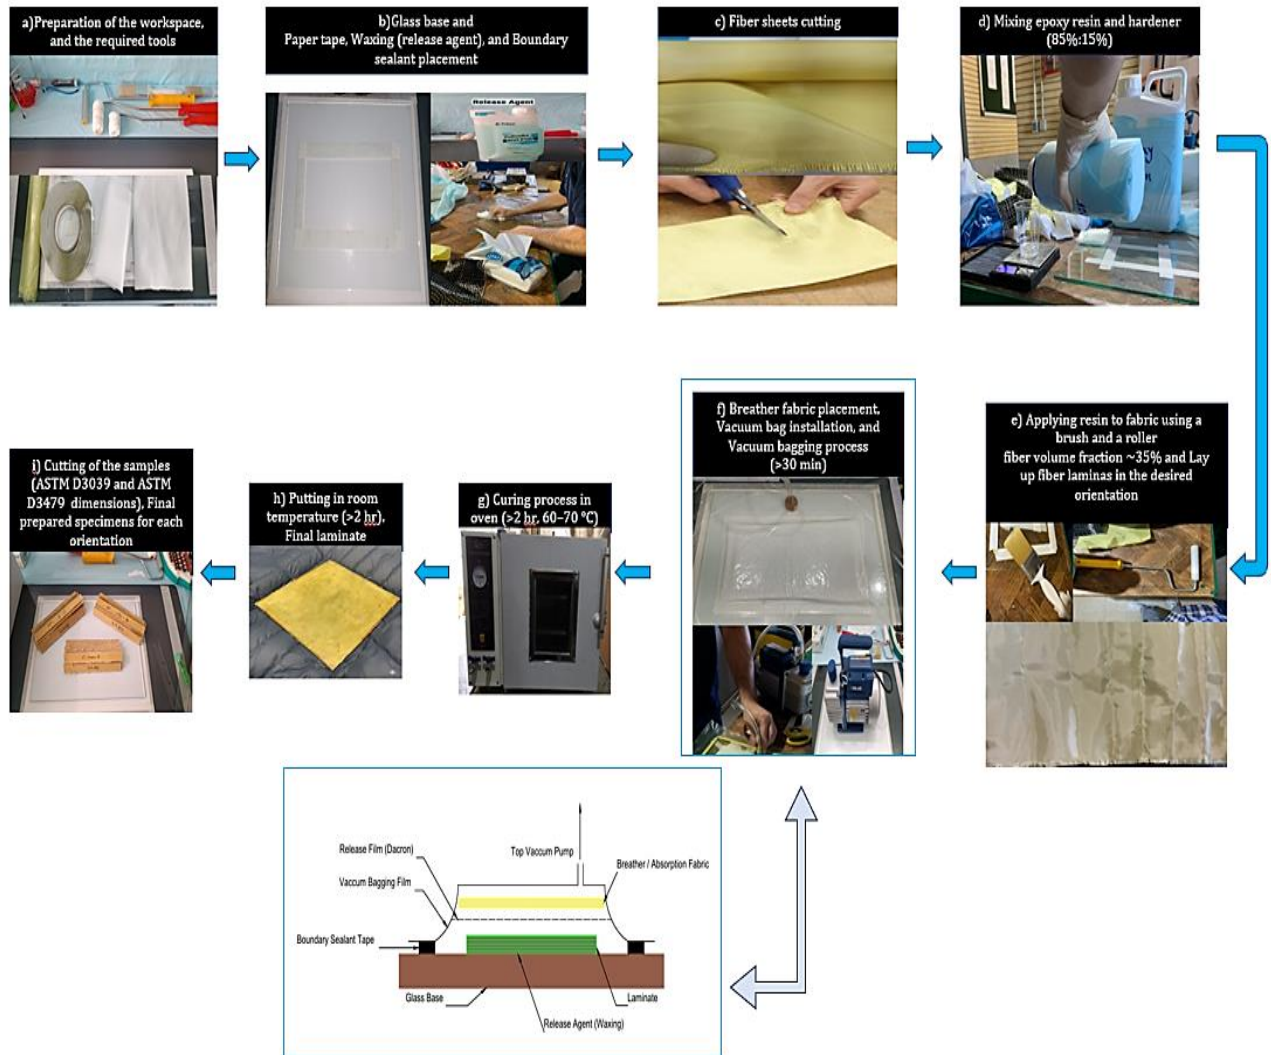 a)Preparation of the workspace,
and the required tools
b)Glass base and
Paper tape, Waxing (release agent), and Boundary
sealant placement
Release Agent
c) Fiber sheets cutting
d) Mixing epoxy resin and hardener
(85%:15%)
e) Applying resin to fabric using a
brush and a roller
fiber volume fraction ~35% and Lay
up fiber laminas in the desired
orientation
f) Breather fabric placement,
Vacuum bag installation, and
Vacuum bagging process
(>30 min)
g) Curing process in
oven (>2 hr, 60–70 °C)
h) Putting in room
temperature (>2 hr),
Final laminate
i) Cutting of the samples
(ASTM D3039 and ASTM
D3479 dimensions), Final
prepared specimens for each
orientation
Release Film (Dacron)
Top Vaccum Pump
Breather / Absorption Fabric
Vaccum Bagging Film
Boundary Sealant Tape
Glass Base
Laminate
Release Agent (Waxing)